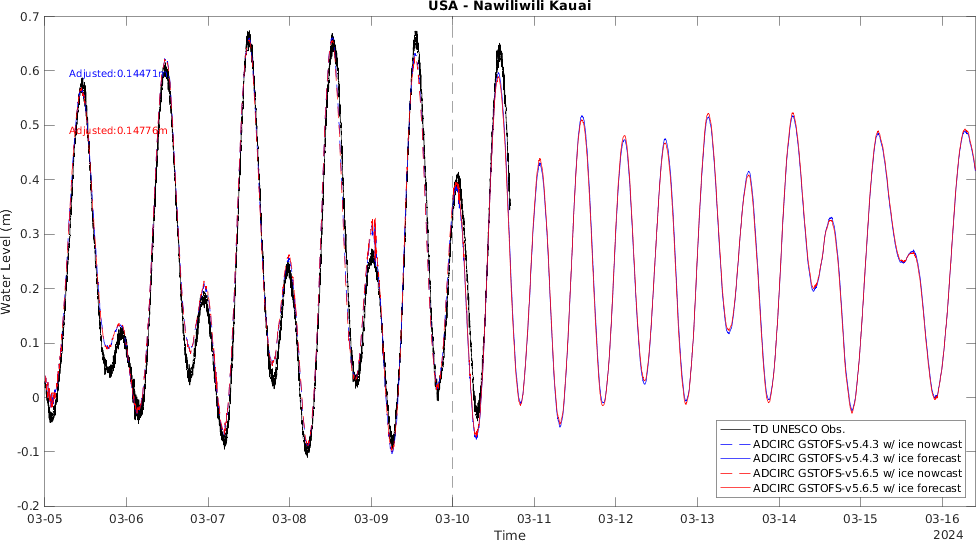 USA - Nawiliwili Kauai
0.7
0.6
0.5
0.4
0.3
0.2
0.1
0
-0.1
-0.2
Water Level (m)
Adjusted:0.14471m
Adjusted:0.14776m
TD UNESCO Obs.
ADCIRC GSTOFS-v5.4.3 w/ ice nowcast
ADCIRC GSTOFS-v5.4.3 w/ ice forecast
ADCIRC GSTOFS-v5.6.5 w/ ice nowcast
ADCIRC GSTOFS-v5.6.5 w/ ice forecast
03-05 03-06 03-07 03-08 03-09 03-10 03-11 03-12 03-13 03-14 03-15 03-16
Time
2024